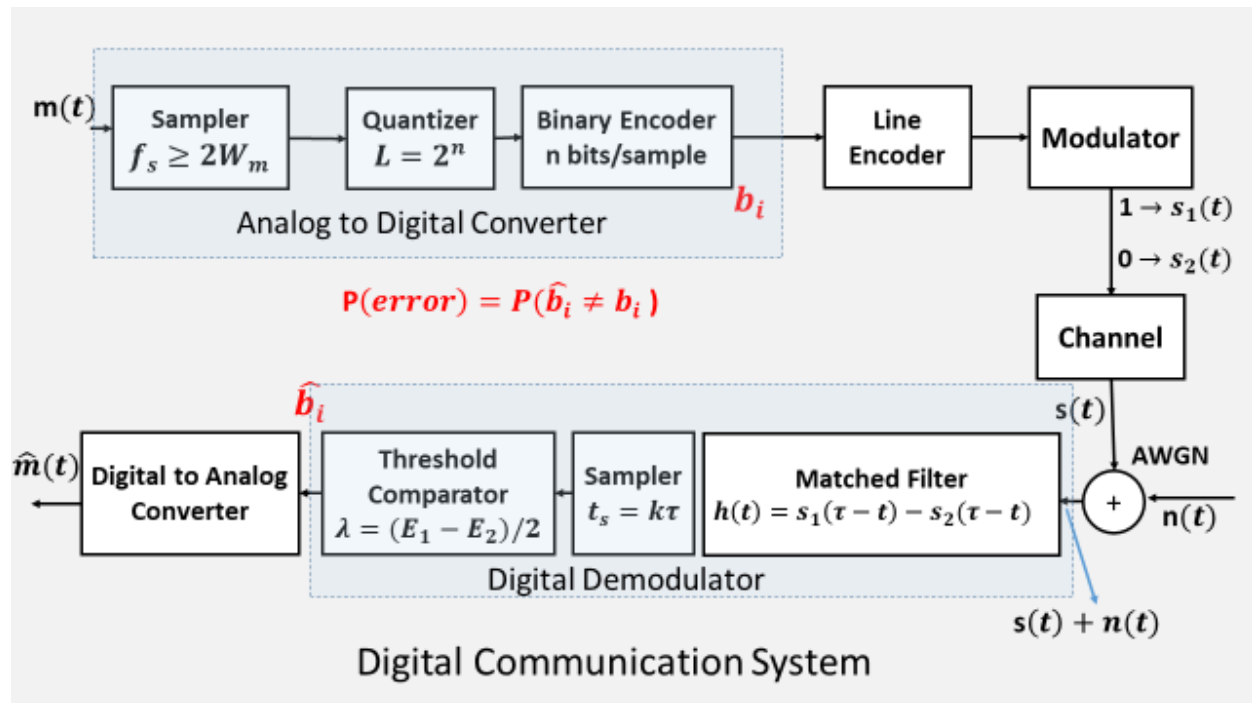 m(t)
Sampler
f_s ≥ 2W_m
Quantizer
L = 2^n
Binary Encoder
n bits/sample
b_i
Analog to Digital Converter
Line
Encoder
Modulator
1 → s_1(t)
0 → s_2(t)
P(error) = P(b̂_i ≠ b_i )
Channel
s(t)
AWGN
+
n(t)
b̂_i
m̂(t)
Digital to Analog
Converter
Threshold
Comparator
λ = (E_1 − E_2)/2
Sampler
t_s = kτ
Matched Filter
h(t) = s_1(τ − t) − s_2(τ − t)
Digital Demodulator
s(t) + n(t)
Digital Communication System